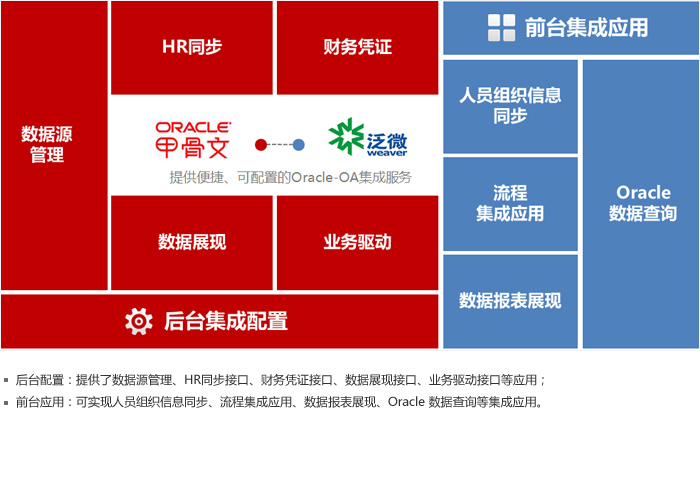 HR同步
财务凭证
数据源
管理
ORACLE
甲骨文
泛微
weaver
提供便捷、可配置的Oracle-OA集成服务
数据展现
业务驱动
后台集成配置
前台集成应用
人员组织信息
同步
流程
集成应用
数据报表展现
Oracle
数据查询
后台配置：提供了数据源管理、HR同步接口、财务凭证接口、数据展现接口、业务驱动接口等应用；
前台应用：可实现人员组织信息同步、流程集成应用、数据报表展现、Oracle 数据查询等集成应用。